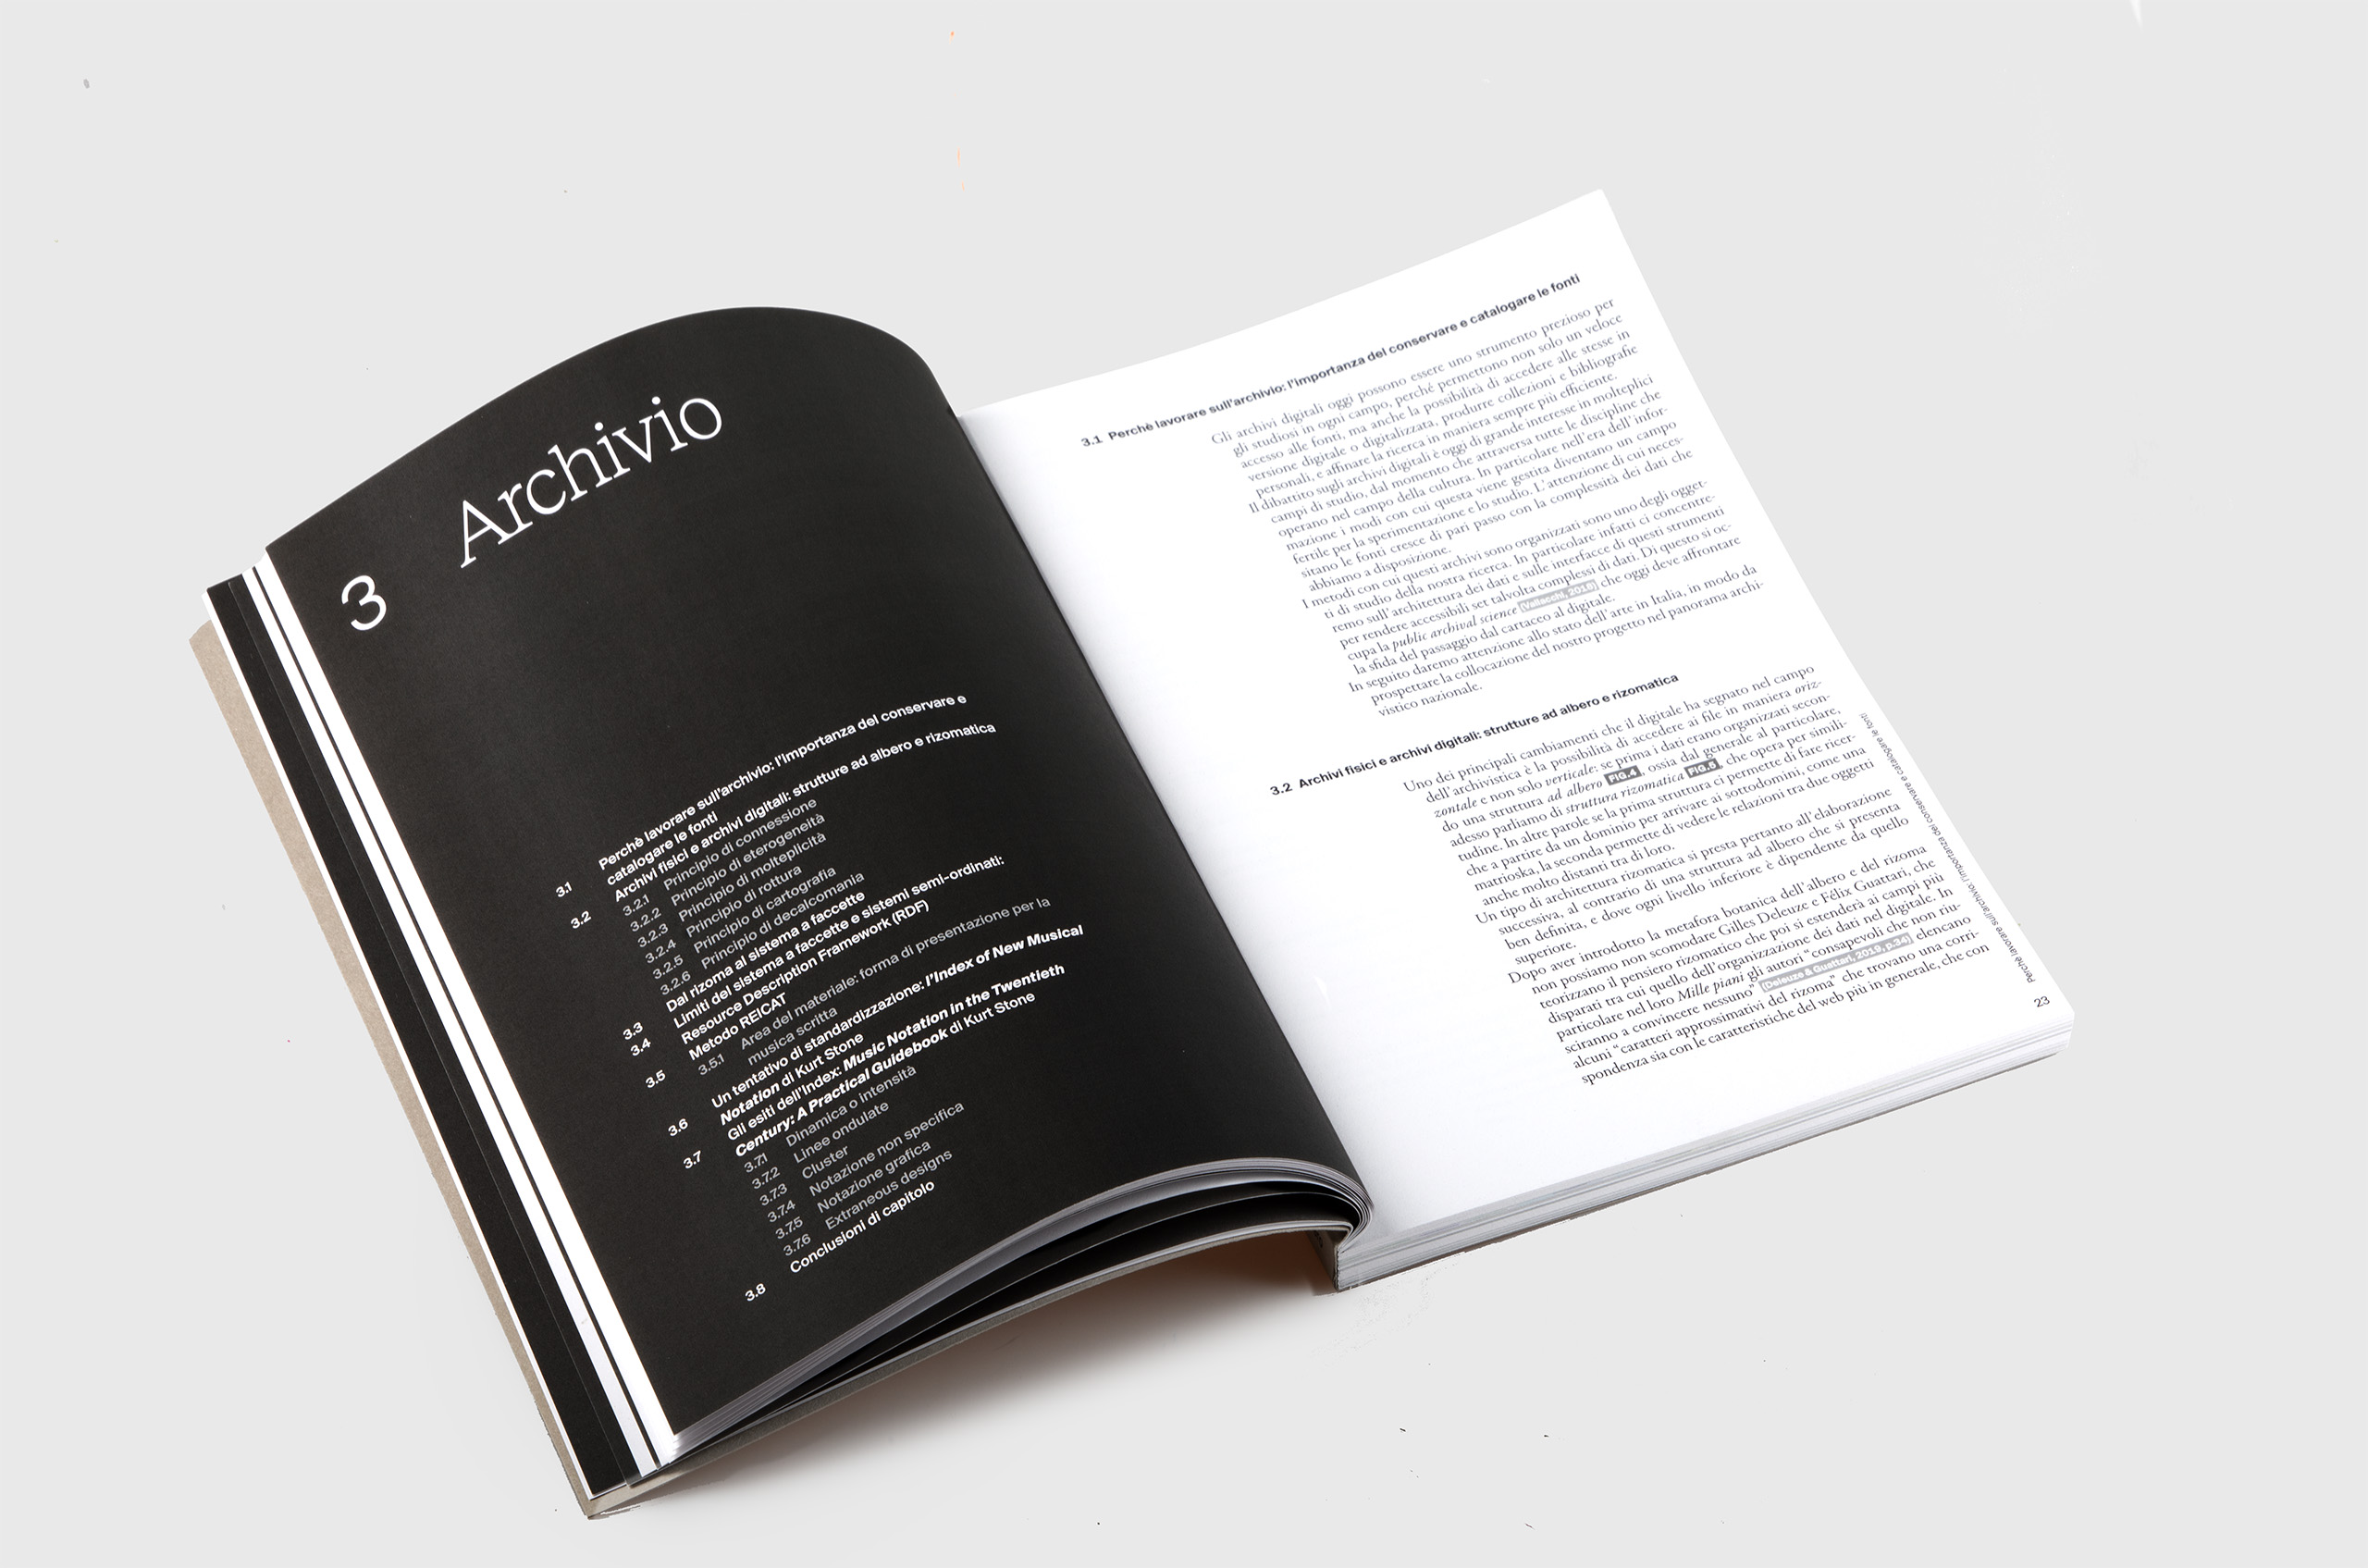 3 Archivio
3.1 Perchè lavorare sull'archivio: l'importanza del conservare e
catalogare le fonti
3.2 Archivi fisici e archivi digitali: strutture ad albero e rizomatica
3.2.1 Principio di connessione
3.2.2 Principio di eterogeneità
3.2.3 Principio di molteplicità
3.2.4 Principio di rottura
3.2.5 Principio di cartografia
3.2.6 Principio di decalcomania
3.3 Dal rizoma al sistema a faccette
3.4 Limiti del sistema a faccette e sistemi semi-ordinati:
Resource Description Framework (RDF)
3.5 Metodo REICAT
3.5.1 Area del materiale: forma di presentazione per la
musica scritta
3.6 Un tentativo di standardizzazione: l'Index of New Musical
Notation di Kurt Stone
3.7 Gli esiti dell'Index: Music Notation in the Twentieth
Century: A Practical Guidebook di Kurt Stone
3.7.1 Dinamica o intensità
3.7.2 Linee ondulate
3.7.3 Cluster
3.7.4 Notazione non specifica
3.7.5 Notazione grafica
3.7.6 Extraneous designs
3.8 Conclusioni di capitolo
3.1 Perchè lavorare sull'archivio: l'importanza del conservare e catalogare le fonti
Gli archivi digitali oggi possono essere uno strumento prezioso per
gli studiosi in ogni campo, perché permettono non solo un veloce
accesso alle fonti, ma anche la possibilità di accedere alle stesse in
versione digitale o digitalizzata, produrre collezioni e bibliografie
personali, e affinare la ricerca in maniera sempre più efficiente.
Il dibattito sugli archivi digitali è oggi di grande interesse in molteplici
campi di studio, dal momento che attraversa tutte le discipline che
operano nel campo della cultura. In particolare nell'era dell'infor-
mazione i modi con cui questa viene gestita diventano un campo
fertile per la sperimentazione e lo studio. L'attenzione di cui neces-
sitano le fonti cresce di pari passo con la complessità dei dati che
abbiamo a disposizione.
I metodi con cui questi archivi sono organizzati sono uno degli ogget-
ti di studio della nostra ricerca. In particolare infatti ci concentre-
remo sull'architettura dei dati e sulle interfacce di questi strumenti
per rendere accessibili set talvolta complessi di dati. Di questo si oc-
cupa la public archival science (Vallacchi, 2018) che oggi deve affrontare
la sfida del passaggio dal cartaceo al digitale.
In seguito daremo attenzione allo stato dell'arte in Italia, in modo da
prospettare la collocazione del nostro progetto nel panorama archi-
vistico nazionale.
3.2 Archivi fisici e archivi digitali: strutture ad albero e rizomatica
Uno dei principali cambiamenti che il digitale ha segnato nel campo
dell'archivistica è la possibilità di accedere ai file in maniera oriz-
zontale e non solo verticale: se prima i dati erano organizzati secon-
do una struttura ad albero FIG.4, ossia dal generale al particolare,
adesso parliamo di struttura rizomatica FIG.5, che opera per simili-
tudine. In altre parole se la prima struttura ci permette di fare ricer-
che a partire da un dominio per arrivare ai sottodomini, come una
matrioska, la seconda permette di vedere le relazioni tra due oggetti
anche molto distanti tra di loro.
Un tipo di architettura rizomatica si presta pertanto all'elaborazione
successiva, al contrario di una struttura ad albero che si presenta
ben definita, e dove ogni livello inferiore è dipendente da quello
superiore.
Dopo aver introdotto la metafora botanica dell'albero e del rizoma
non possiamo non scomodare Gilles Deleuze e Félix Guattari, che
teorizzano il pensiero rizomatico che poi si estenderà ai campi più
disparati tra cui quello dell'organizzazione dei dati nel digitale. In
particolare nel loro Mille piani gli autori "consapevoli che non riu-
sciranno a convincere nessuno" (Deleuze & Guattari, 2019, p.34) elencano
alcuni "caratteri approssimativi del rizoma" che trovano una corri-
spondenza sia con le caratteristiche del web più in generale, che con
Perchè lavorare sull'archivio: l'importanza del conservare e catalogare le fonti
23